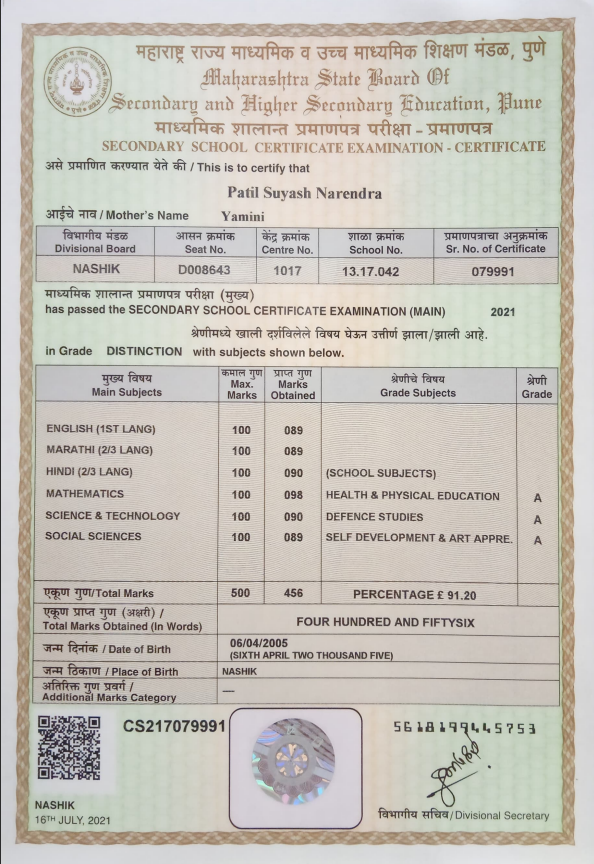 महाराष्ट्र राज्य माध्यमिक व उच्च माध्यमिक शिक्षण मंडळ, पुणे
Maharashtra State Board Of
Secondary and Higher Secondary Education, Pune
माध्यमिक शालान्त प्रमाणपत्र परीक्षा - प्रमाणपत्र
SECONDARY SCHOOL CERTIFICATE EXAMINATION - CERTIFICATE
असे प्रमाणित करण्यात येते की / This is to certify that
Patil Suyash Narendra
आईचे नाव / Mother's Name Yamini
विभागीय मंडळ आसन क्रमांक केंद्र क्रमांक शाळा क्रमांक प्रमाणपत्राचा अनुक्रमांक
Divisional Board Seat No. Centre No. School No. Sr. No. of Certificate
NASHIK D008643 1017 13.17.042 079991
माध्यमिक शालान्त प्रमाणपत्र परीक्षा (मुख्य)
has passed the SECONDARY SCHOOL CERTIFICATE EXAMINATION (MAIN) 2021
श्रेणीमध्ये खाली दर्शविलेले विषय घेऊन उत्तीर्ण झाला/झाली आहे.
in Grade DISTINCTION with subjects shown below.
मुख्य विषय कमाल गुण प्राप्त गुण श्रेणीचे विषय श्रेणी
Main Subjects Max. Marks Marks Obtained Grade Subjects Grade
ENGLISH (1ST LANG) 100 089
MARATHI (2/3 LANG) 100 089
HINDI (2/3 LANG) 100 090 (SCHOOL SUBJECTS)
MATHEMATICS 100 098 HEALTH & PHYSICAL EDUCATION A
SCIENCE & TECHNOLOGY 100 090 DEFENCE STUDIES A
SOCIAL SCIENCES 100 089 SELF DEVELOPMENT & ART APPRE. A
एकूण गुण/Total Marks 500 456 PERCENTAGE £ 91.20
एकूण प्राप्त गुण (अक्षरी) /
Total Marks Obtained (In Words) FOUR HUNDRED AND FIFTYSIX
जन्म दिनांक / Date of Birth 06/04/2005
(SIXTH APRIL TWO THOUSAND FIVE)
जन्म ठिकाण / Place of Birth NASHIK
अतिरिक्त गुण प्रवर्ग /
Additional Marks Category —
CS217079991 5618199445753
NASHIK
16TH JULY, 2021
विभागीय सचिव/Divisional Secretary